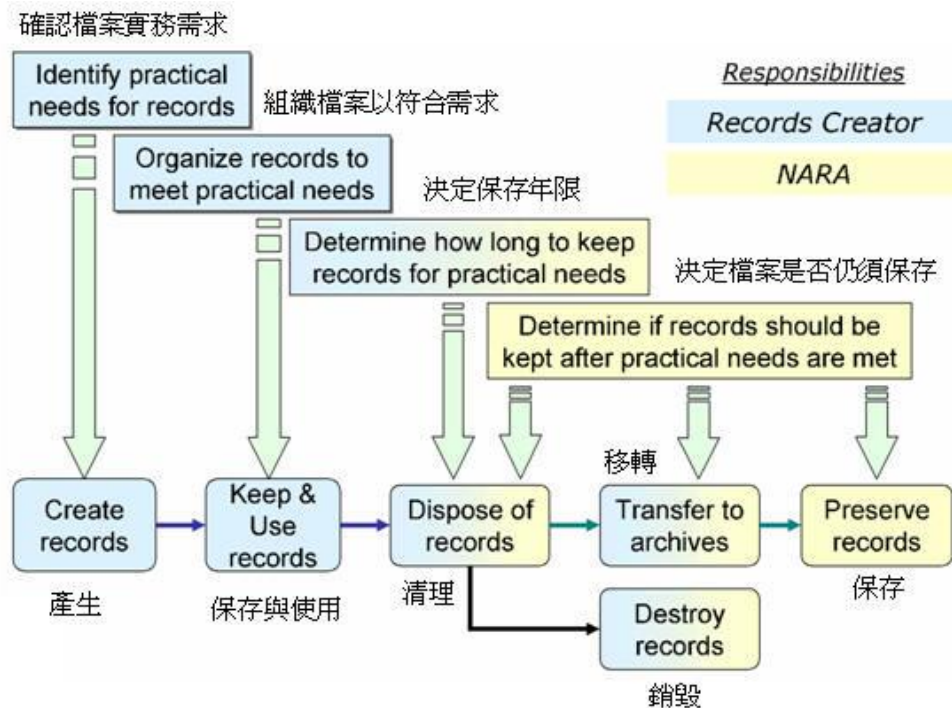 確認檔案實務需求
Identify practical
needs for records
Responsibilities
Records Creator
NARA
組織檔案以符合需求
Organize records to
meet practical needs
決定保存年限
Determine how long to keep
records for practical needs
決定檔案是否仍須保存
Determine if records should be
kept after practical needs are met
Create
records
產生
Keep &
Use
records
保存與使用
Dispose of
records
清理
移轉
Transfer to
archives
Preserve
records
保存
Destroy
records
銷毀